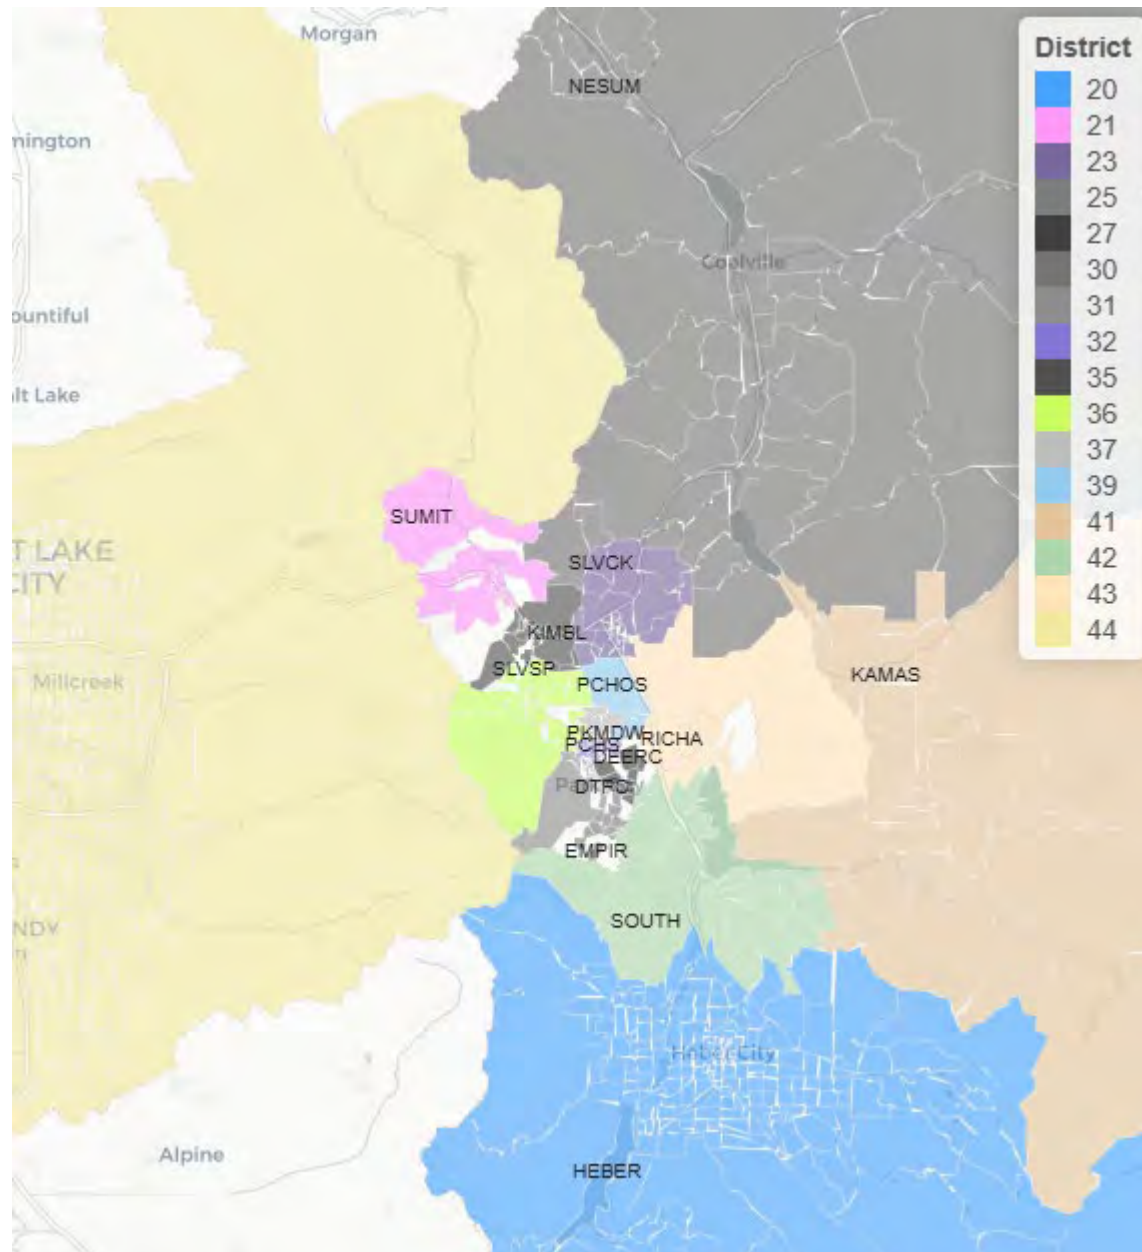 Morgan
District
20
21
23
25
27
30
31
32
35
36
37
39
41
42
43
44
NESUM
mington
Coalville
ountiful
lt Lake
SUMIT
T LAKE
CITY
SLVCK
KIMBL
SLVSP
KAMAS
Millcreek
PCHOS
PKMDW
RICHA
PCHS
DEERC
DTPC
EMPIR
SOUTH
NDY
Heber City
Alpine
HEBER